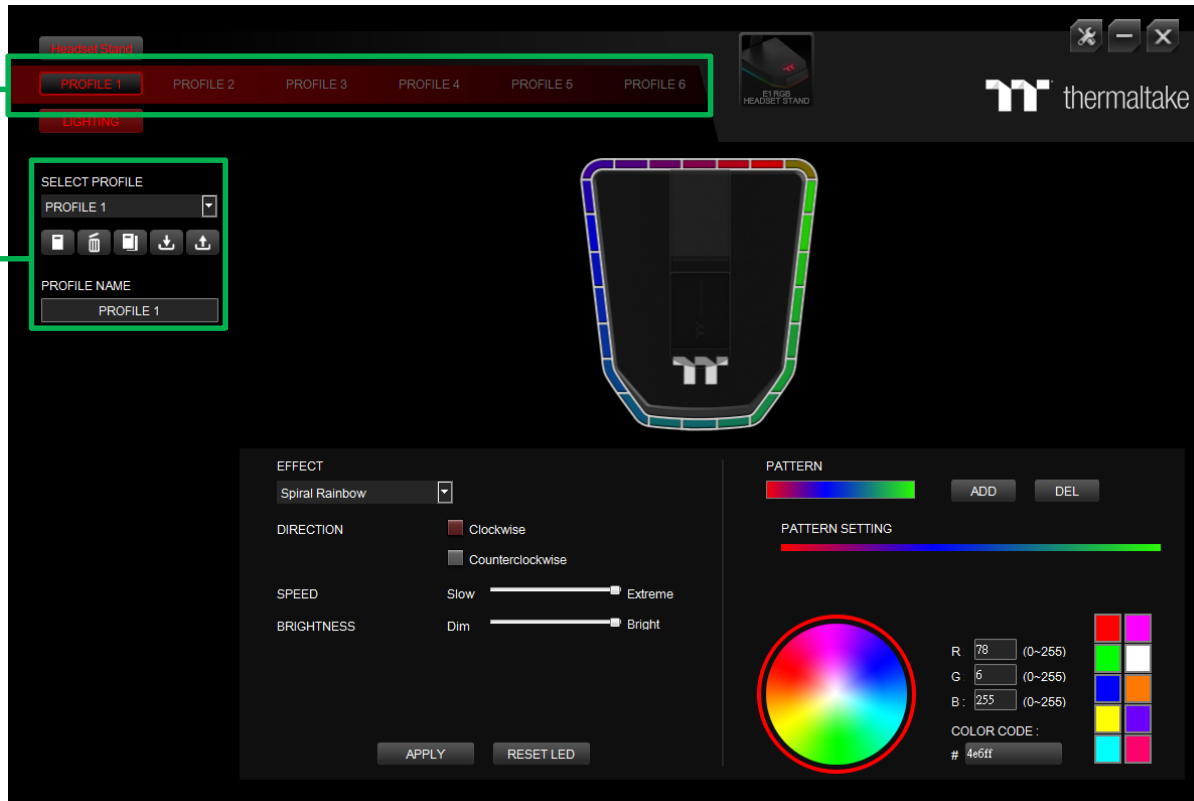 Headset Stand
PROFILE 1 PROFILE 2 PROFILE 3 PROFILE 4 PROFILE 5 PROFILE 6
LIGHTING
E1 RGB
HEADSET STAND
thermaltake
SELECT PROFILE
PROFILE 1
PROFILE NAME
PROFILE 1
EFFECT
Spiral Rainbow
DIRECTION Clockwise
Counterclockwise
SPEED Slow Extreme
BRIGHTNESS Dim Bright
APPLY RESET LED
PATTERN
ADD DEL
PATTERN SETTING
R 78 (0~255)
G 6 (0~255)
B : 255 (0~255)
COLOR CODE :
# 4e6ff